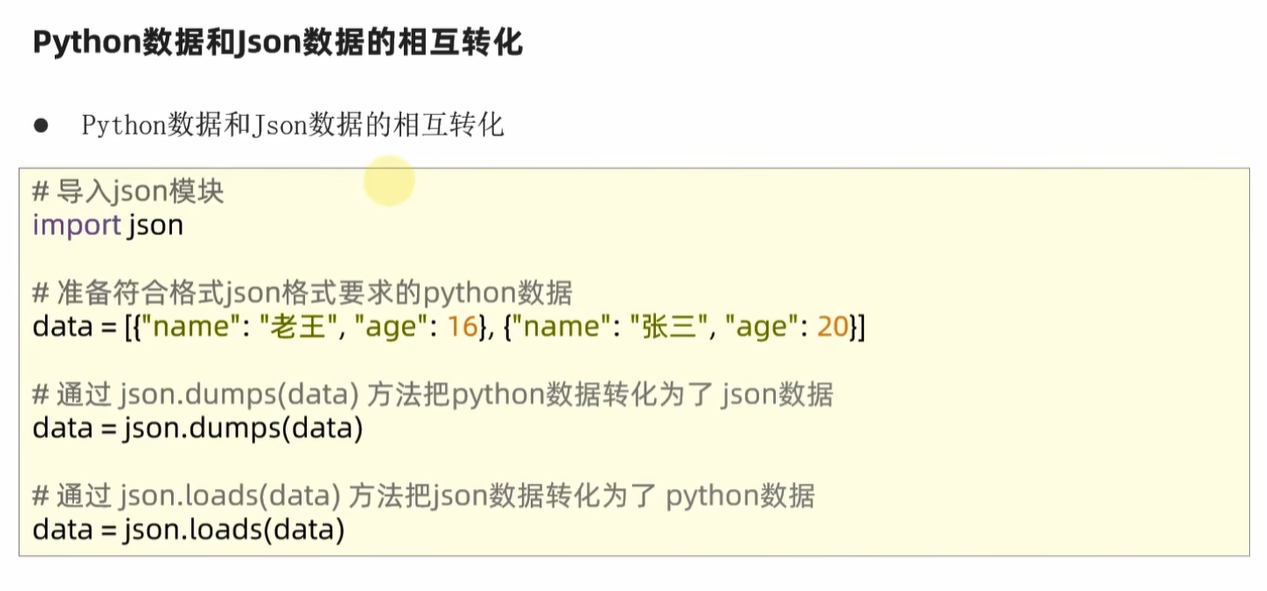 Python数据和Json数据的相互转化
● Python数据和Json数据的相互转化
# 导入json模块
import json
# 准备符合格式json格式要求的python数据
data = [{"name": "老王", "age": 16}, {"name": "张三", "age": 20}]
# 通过 json.dumps(data) 方法把python数据转化为了 json数据
data = json.dumps(data)
# 通过 json.loads(data) 方法把json数据转化为了 python数据
data = json.loads(data)